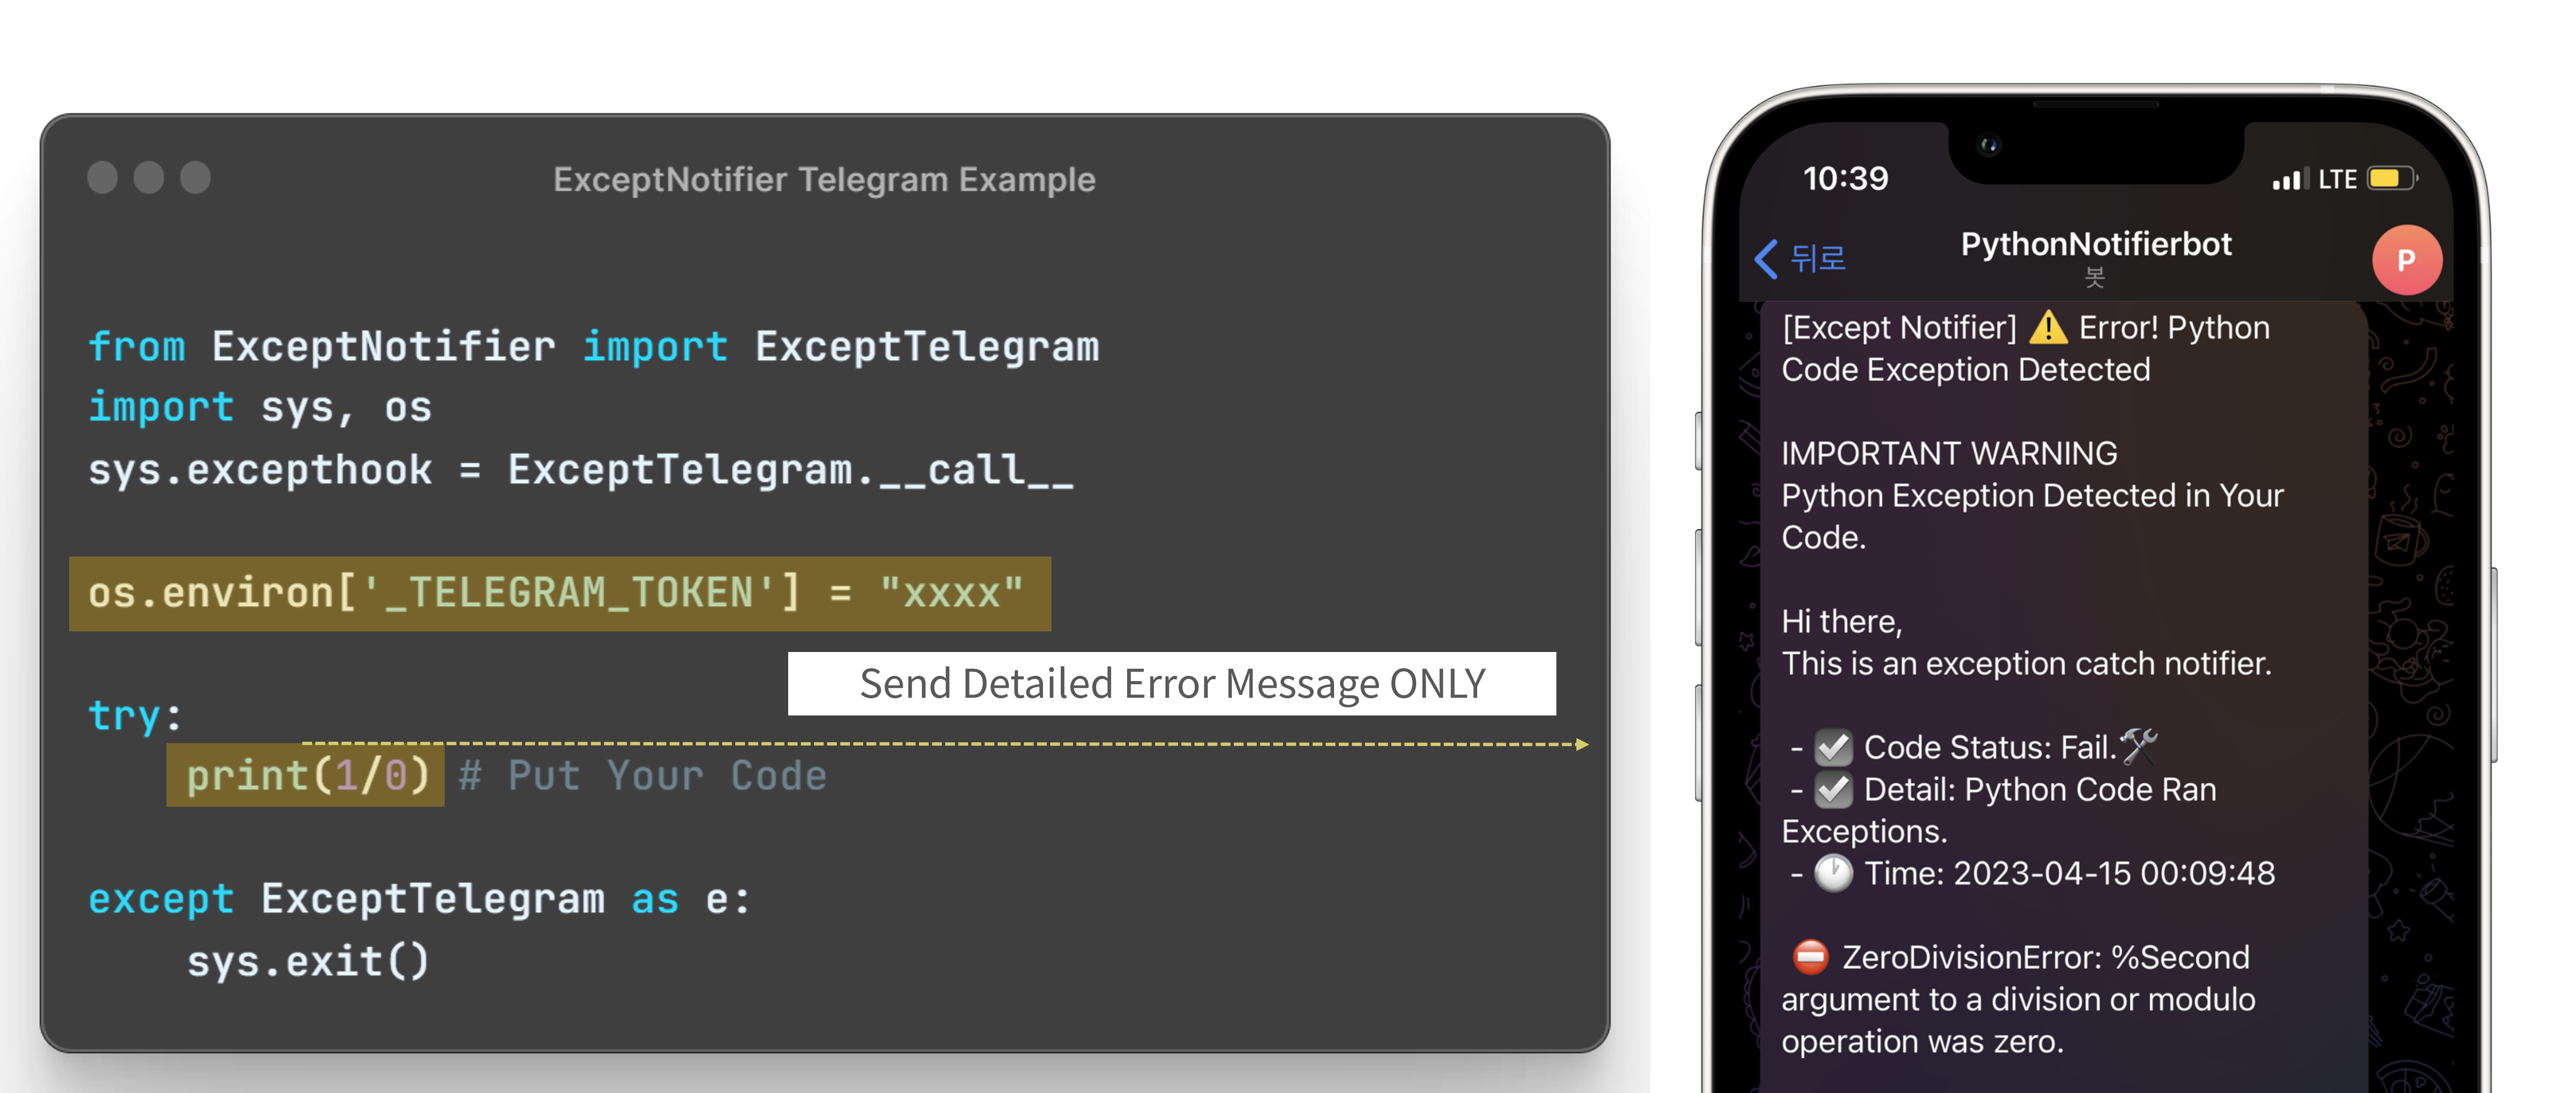 ExceptNotifier Telegram Example
from ExceptNotifier import ExceptTelegram
import sys, os
sys.excepthook = ExceptTelegram.__call__
os.environ['_TELEGRAM_TOKEN'] = "xxxx"
Send Detailed Error Message ONLY
try:
    print(1/0) # Put Your Code
except ExceptTelegram as e:
    sys.exit()
10:39
LTE
뒤로
PythonNotifierbot
봇
P
[Except Notifier] ⚠️ Error! Python
Code Exception Detected
IMPORTANT WARNING
Python Exception Detected in Your
Code.
Hi there,
This is an exception catch notifier.
- ☑️ Code Status: Fail.🛠
- ☑️ Detail: Python Code Ran
Exceptions.
- 🕐 Time: 2023-04-15 00:09:48
⛔ ZeroDivisionError: %Second
argument to a division or modulo
operation was zero.